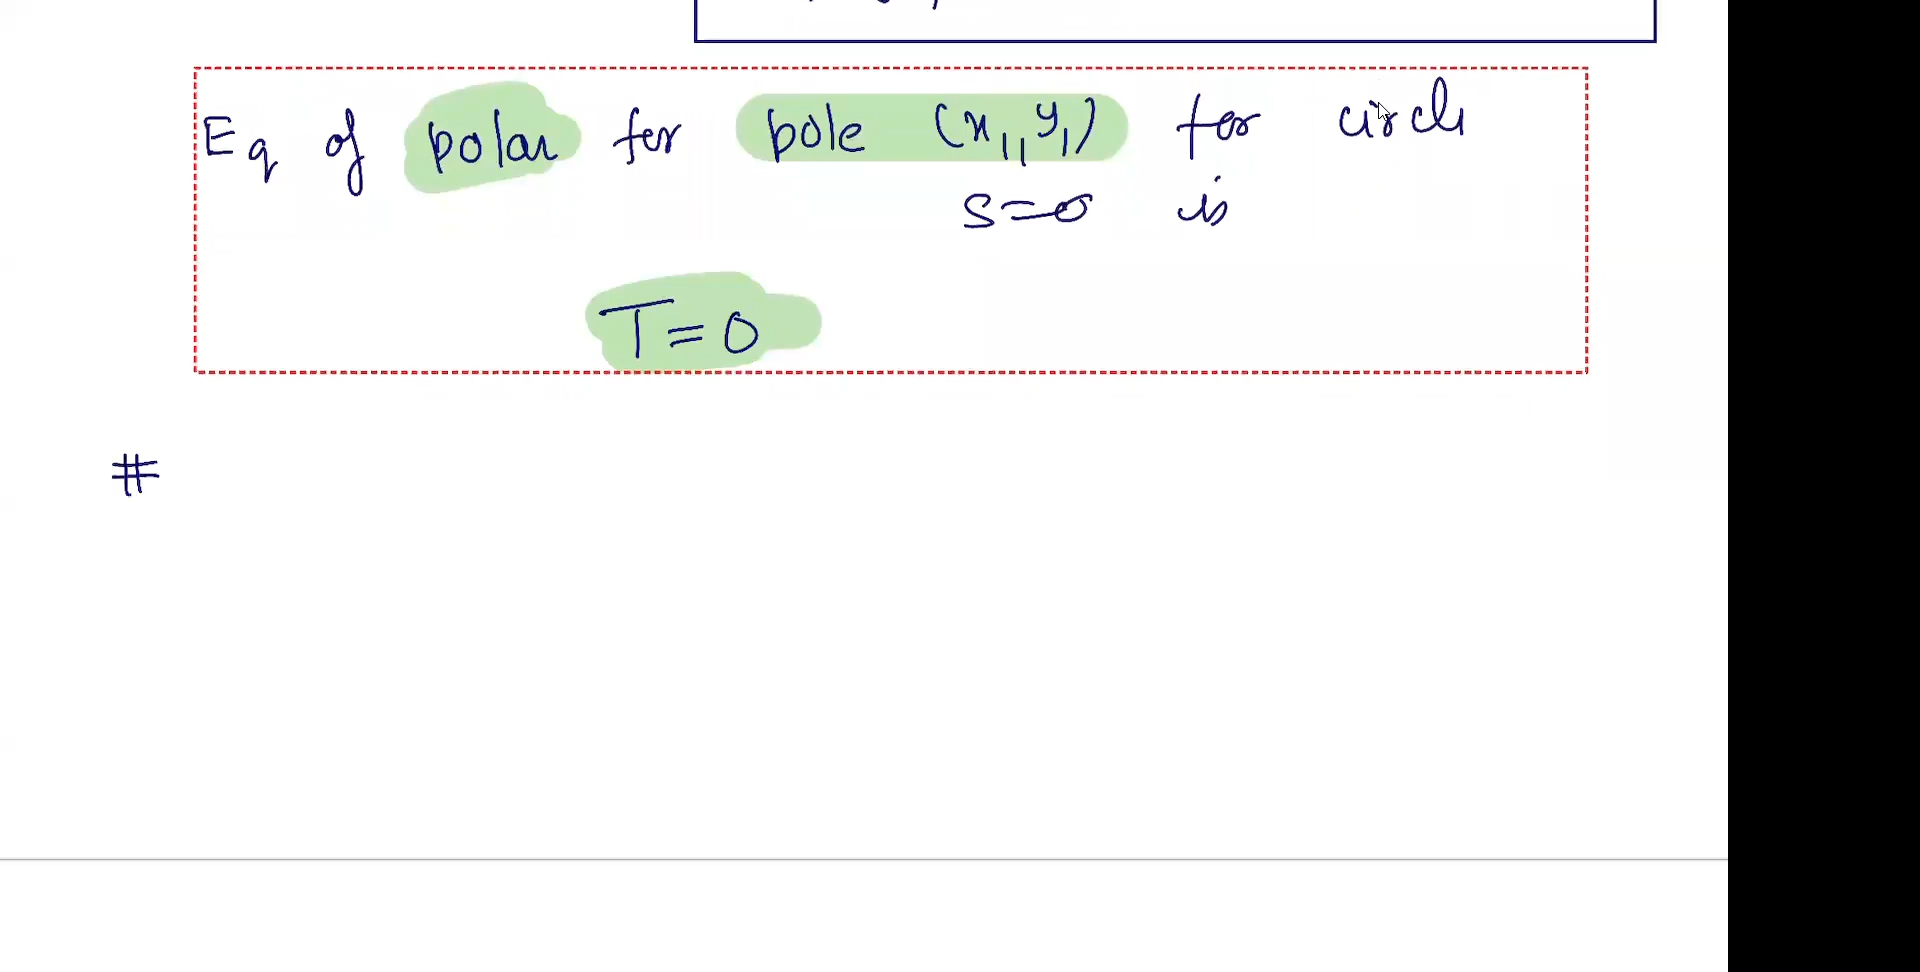 Eq of polar for pole (x₁, y₁) for circle
S=0 is
T=0
#